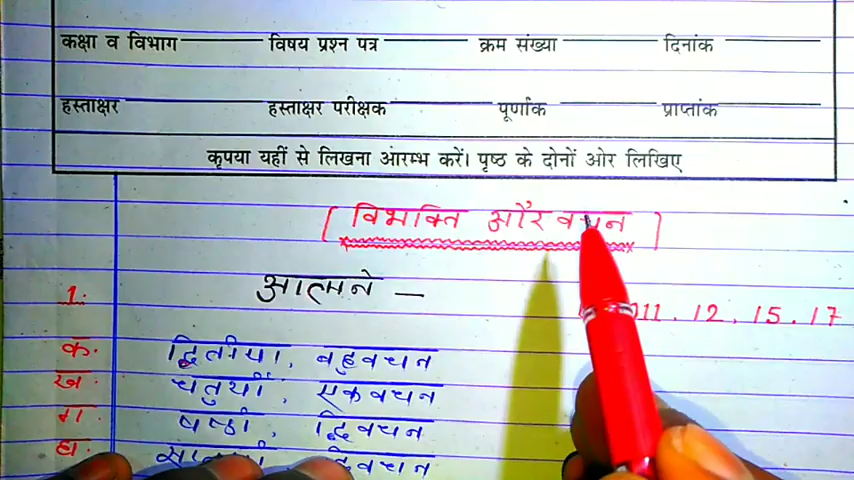 कक्षा व विभाग विषय प्रश्न पत्र क्रम संख्या दिनांक
हस्ताक्षर हस्ताक्षर परीक्षक पूर्णांक प्राप्तांक
कृपया यहीं से लिखना आरम्भ करें। पृष्ठ के दोनों ओर लिखिए
[ विभक्ति और वचन ]
1. आत्मने – 11. 12. 15. 17
क. द्वितीया, बहुवचन
ख. चतुर्थी, एकवचन
ग. षष्ठी, द्विवचन